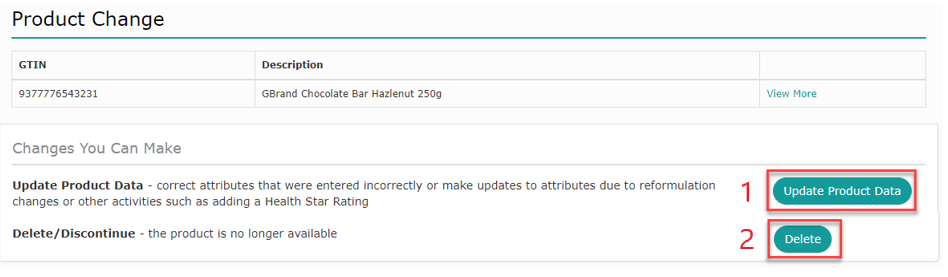 Product Change
GTIN Description
9377776543231 GBrand Chocolate Bar Hazlenut 250g View More
Changes You Can Make
Update Product Data - correct attributes that were entered incorrectly or make updates to attributes due to reformulation
changes or other activities such as adding a Health Star Rating
1 Update Product Data
Delete/Discontinue - the product is no longer available
2 Delete